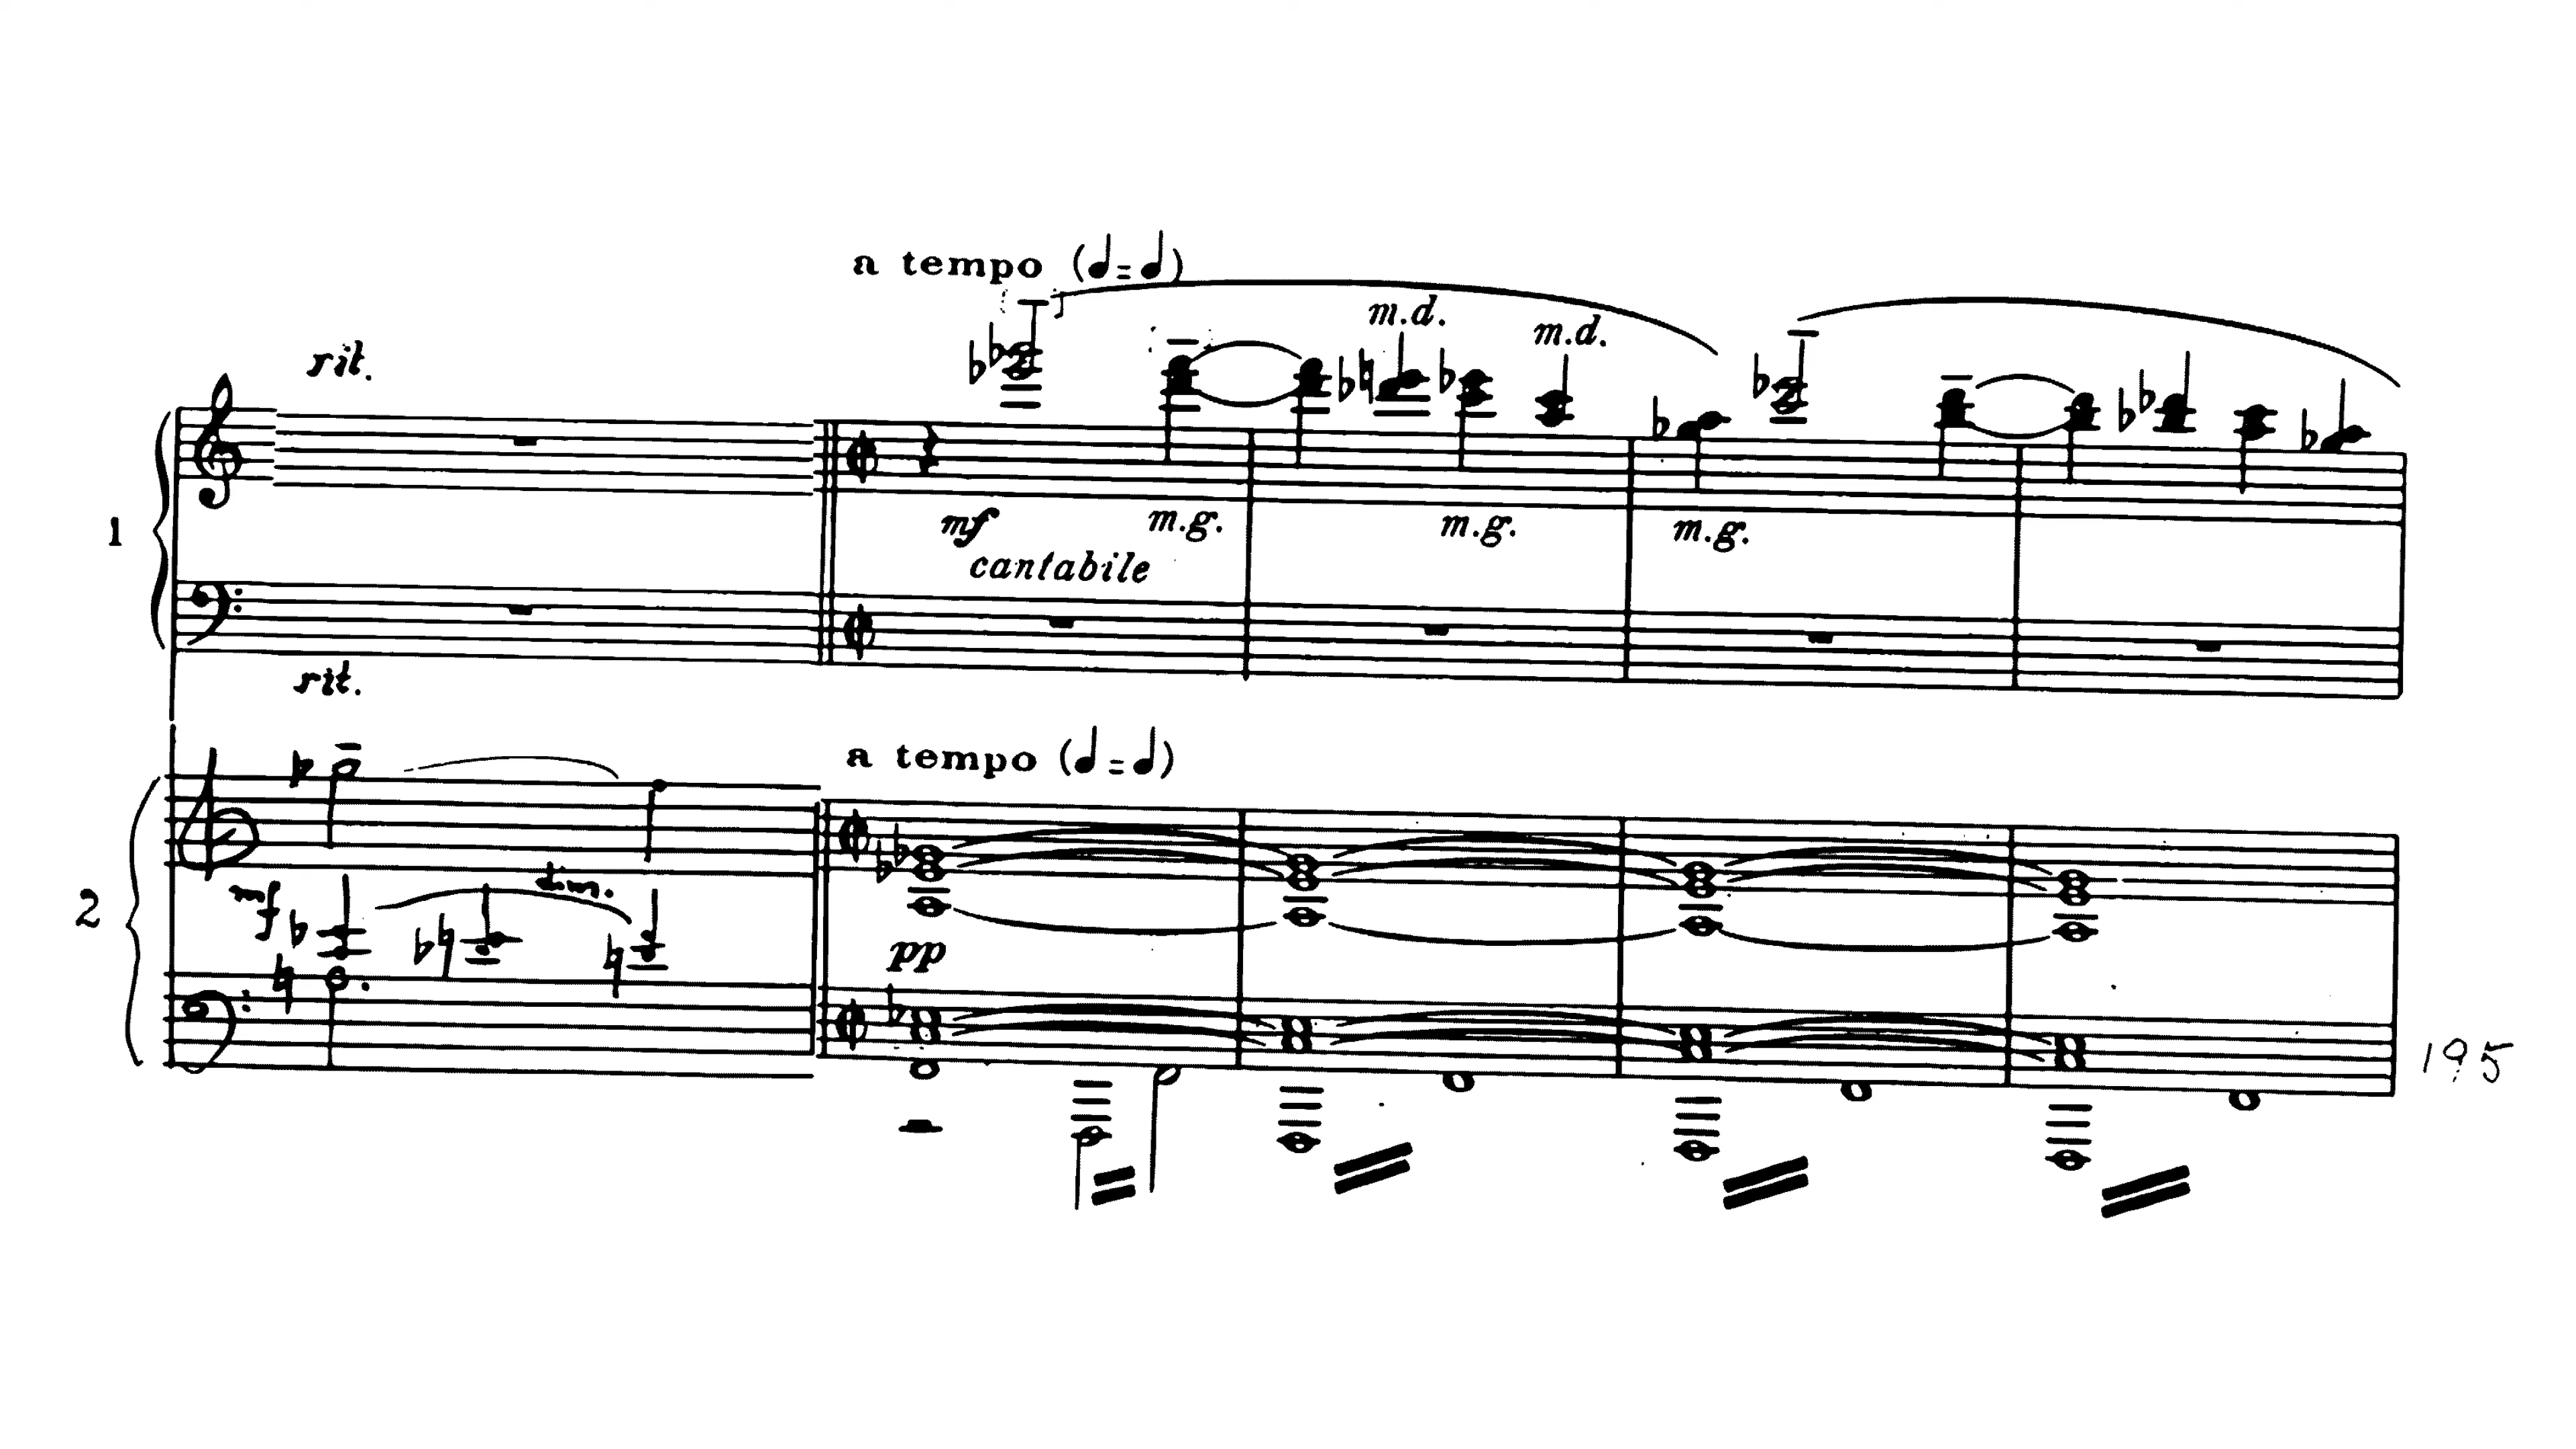 a tempo (♩=♩)
rit.
m.d.
m.d.
1
mf
m.g.
m.g.
m.g.
cantabile
rit.
a tempo (♩=♩)
2
mf
dim.
pp
195